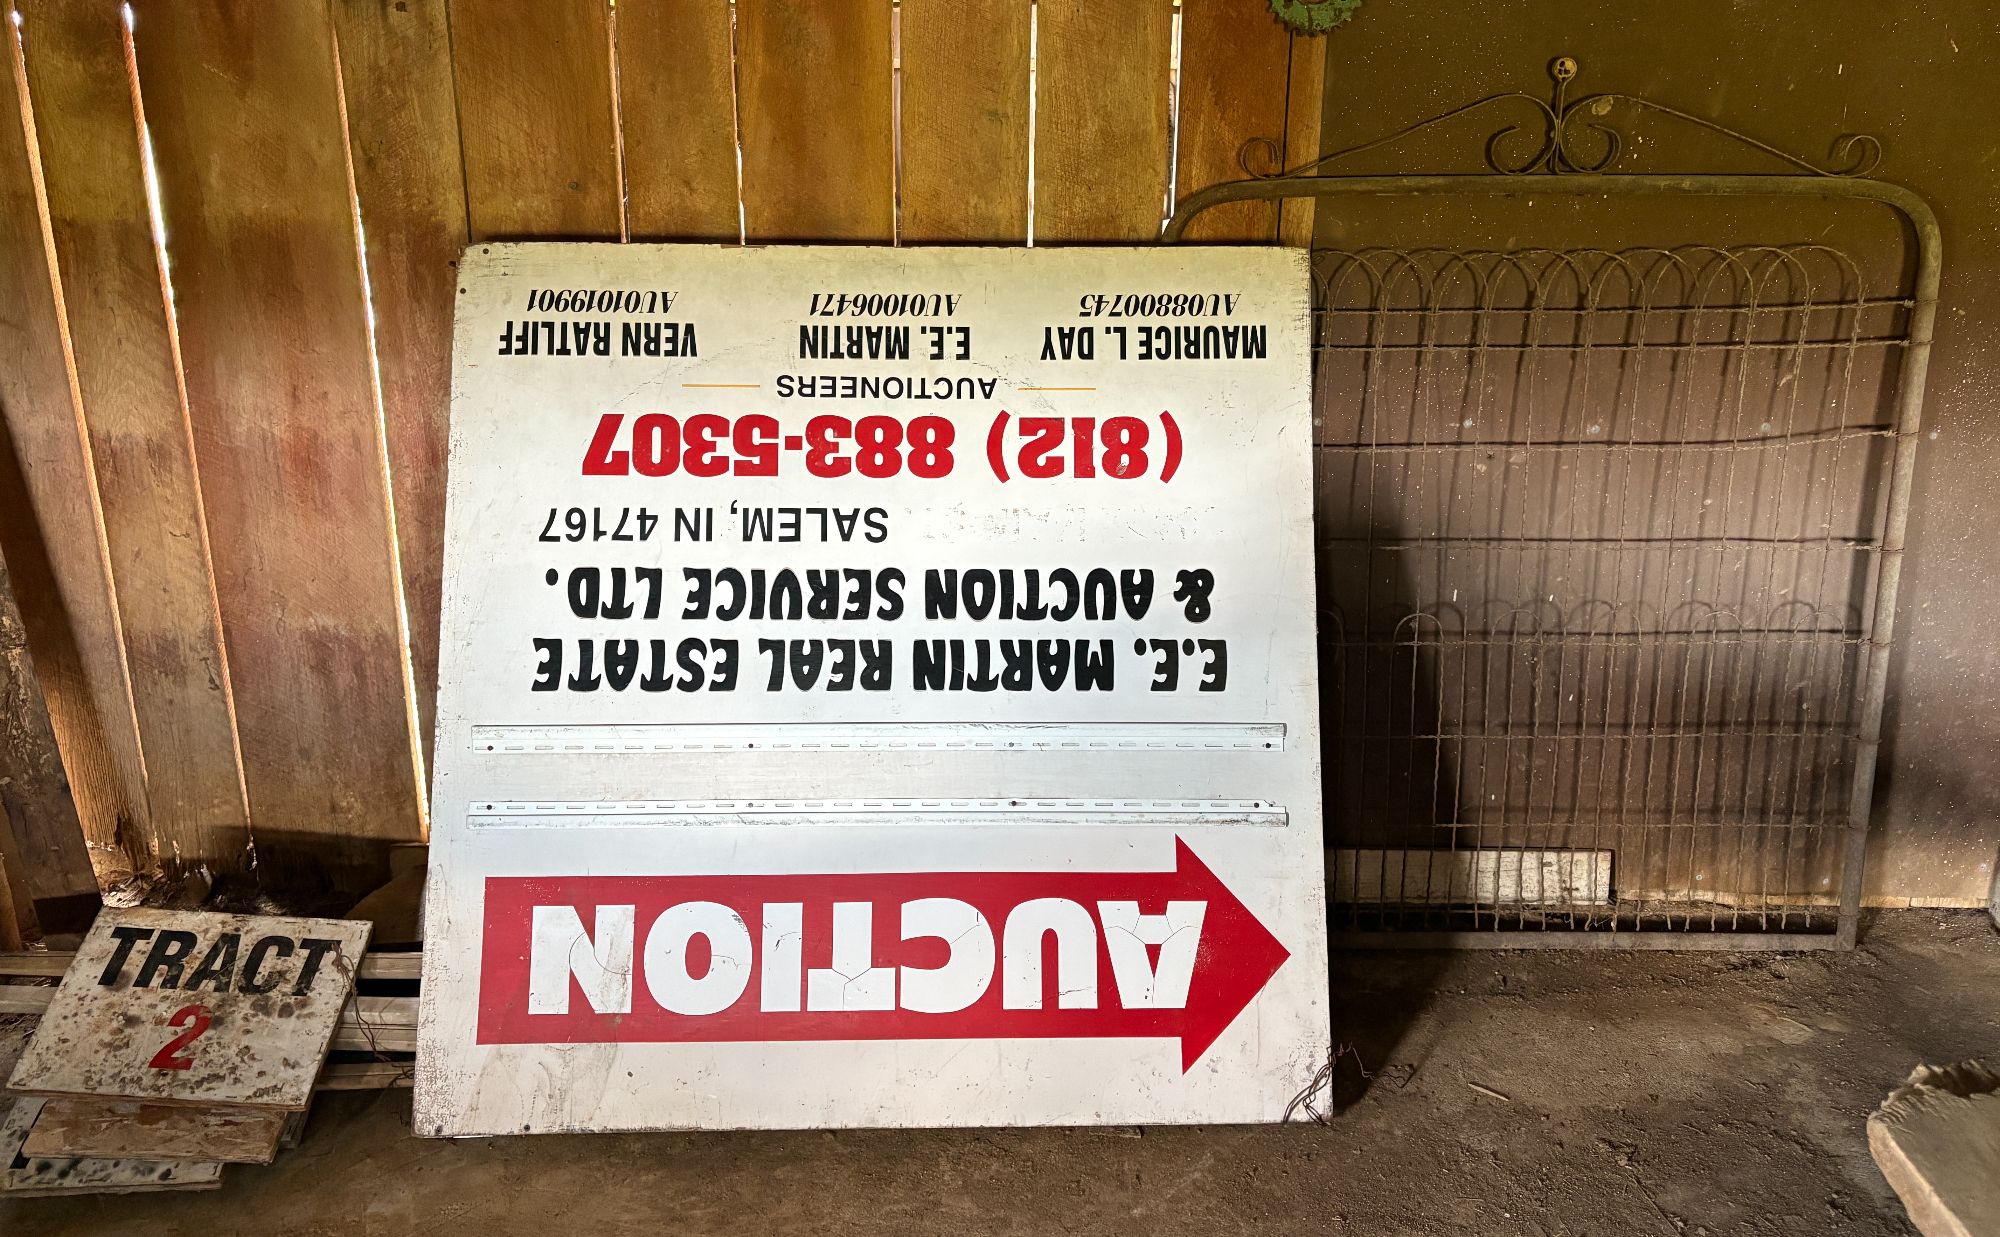 AUCTION
E.E. MARTIN REAL ESTATE
& AUCTION SERVICE LTD.
SALEM, IN 47167
(812) 883-5307
AUCTIONEERS
MAURICE L. DAY
AU08800745
E.E. MARTIN
AU01006471
VERN RATLIFF
AU01019901
TRACT
2